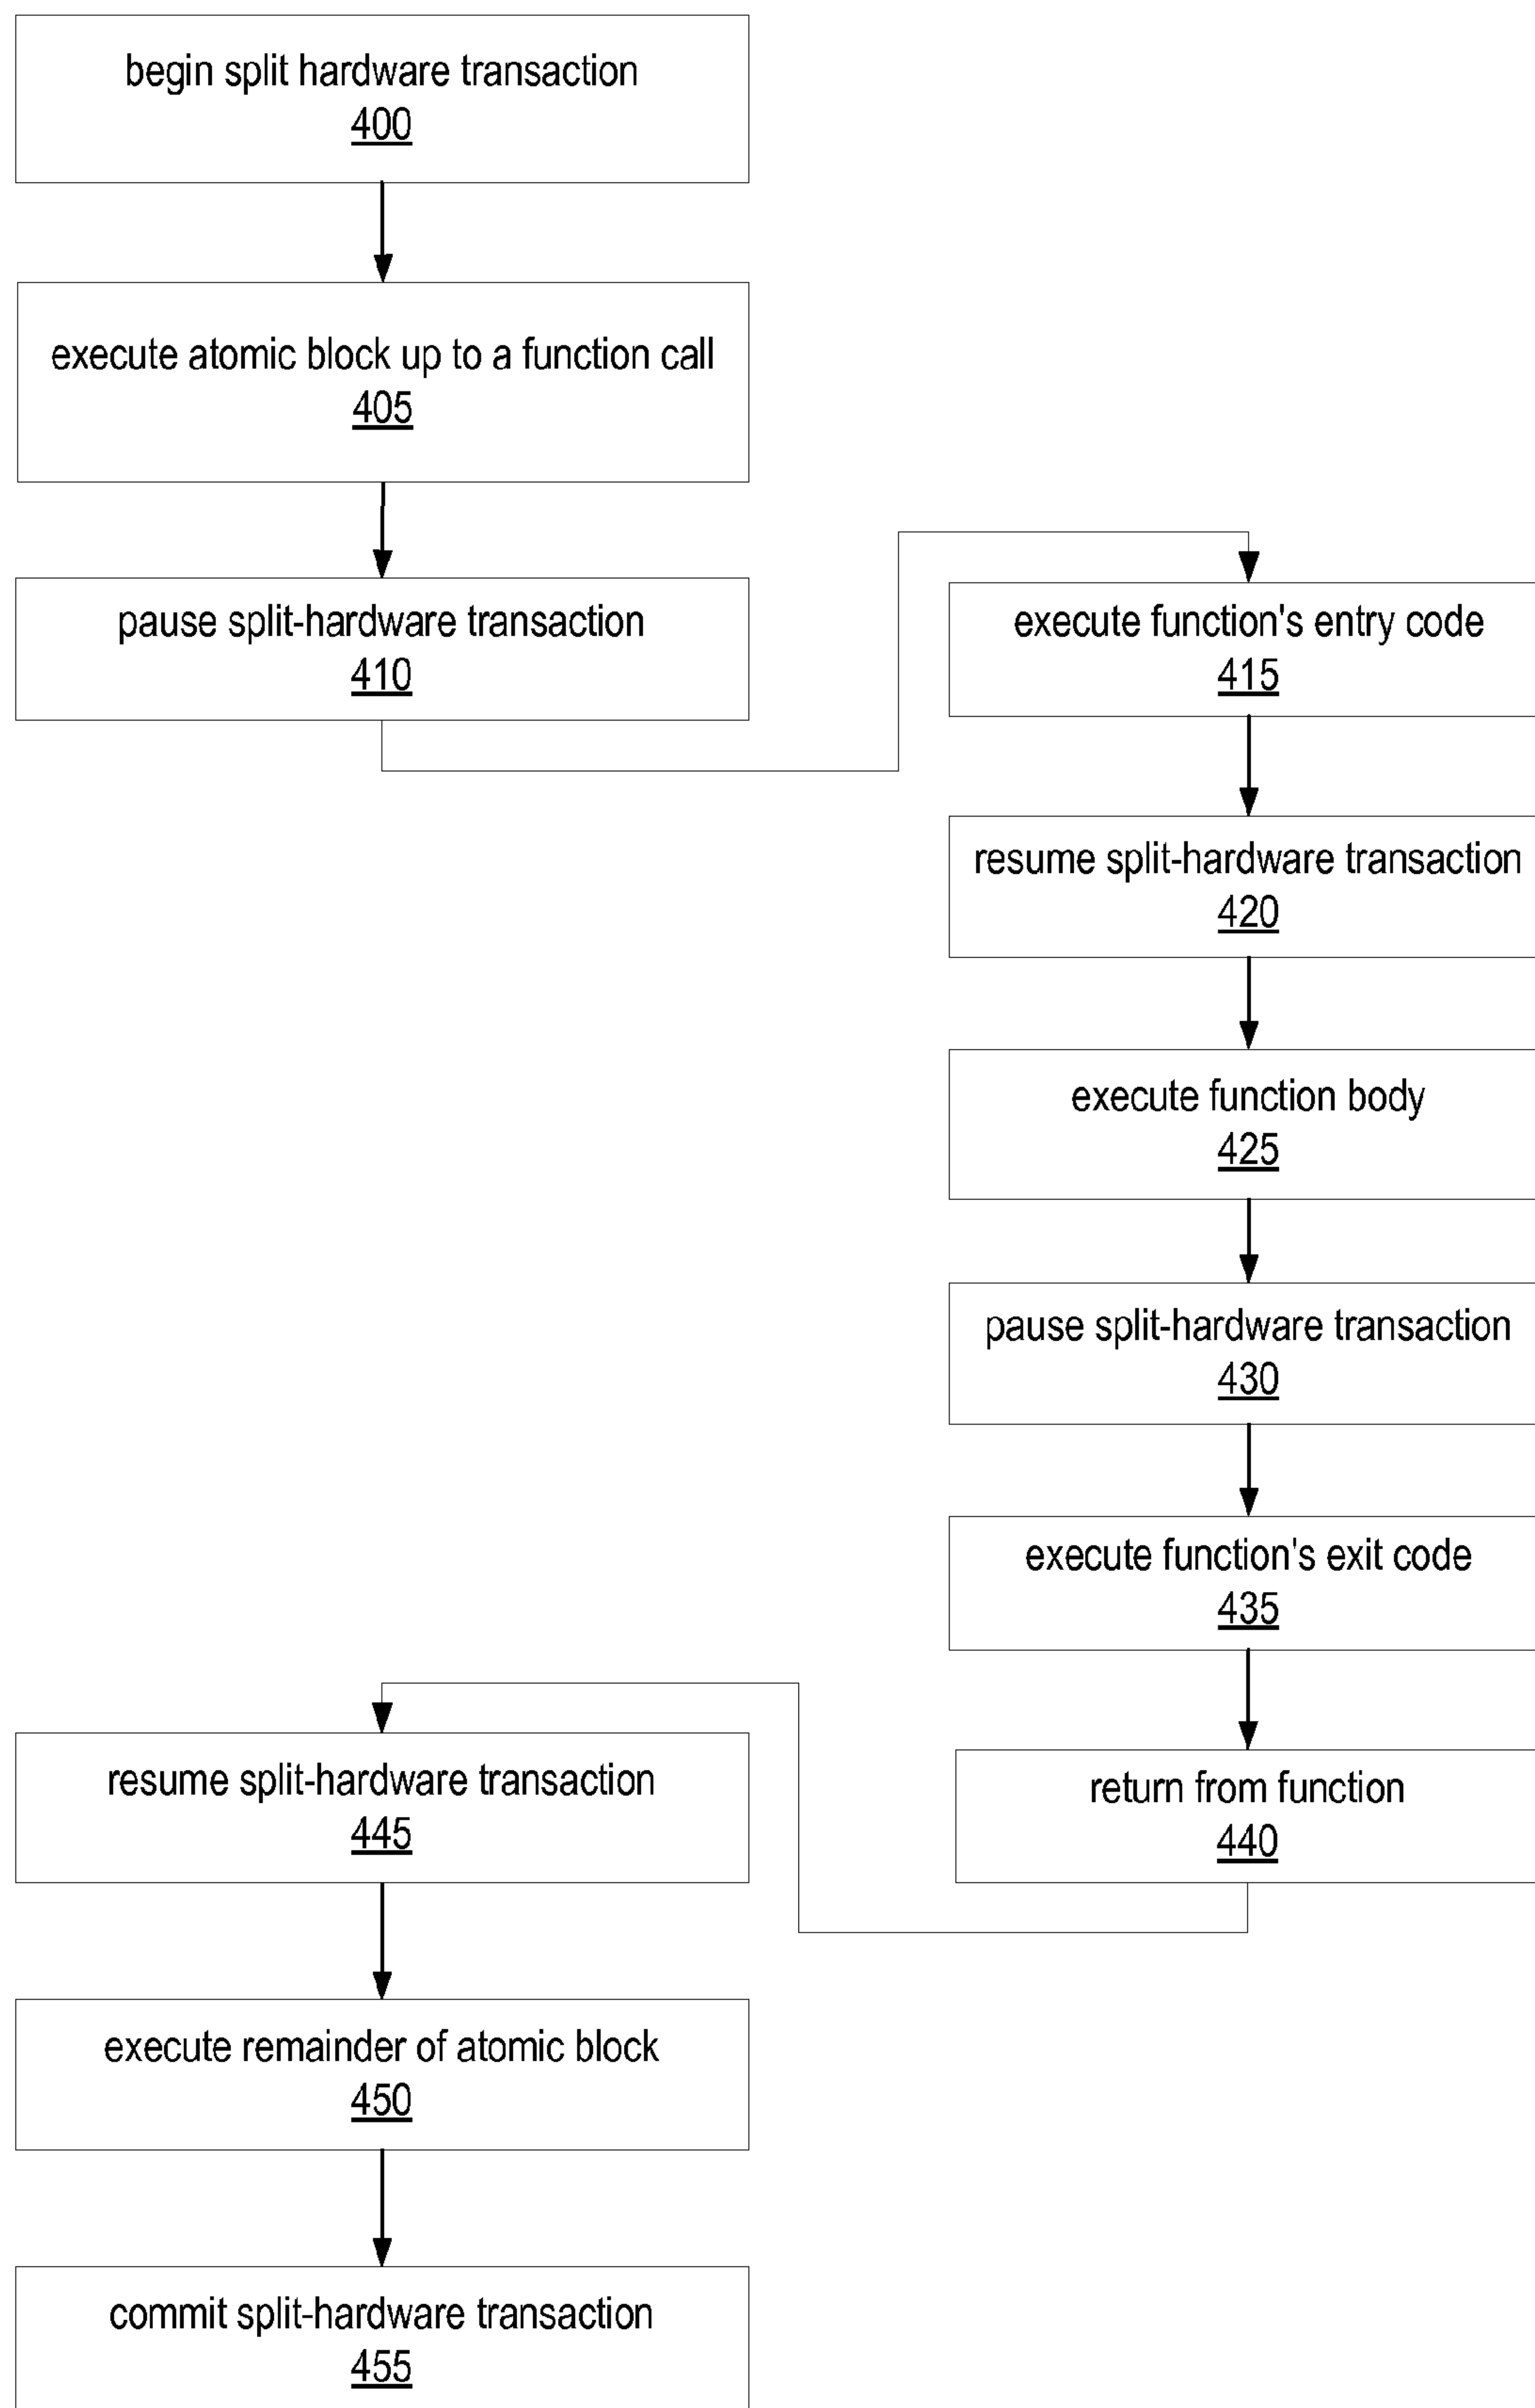 begin split hardware transaction
400
execute atomic block up to a function call
405
pause split-hardware transaction
410
execute function's entry code
415
resume split-hardware transaction
420
execute function body
425
pause split-hardware transaction
430
execute function's exit code
435
return from function
440
resume split-hardware transaction
445
execute remainder of atomic block
450
commit split-hardware transaction
455